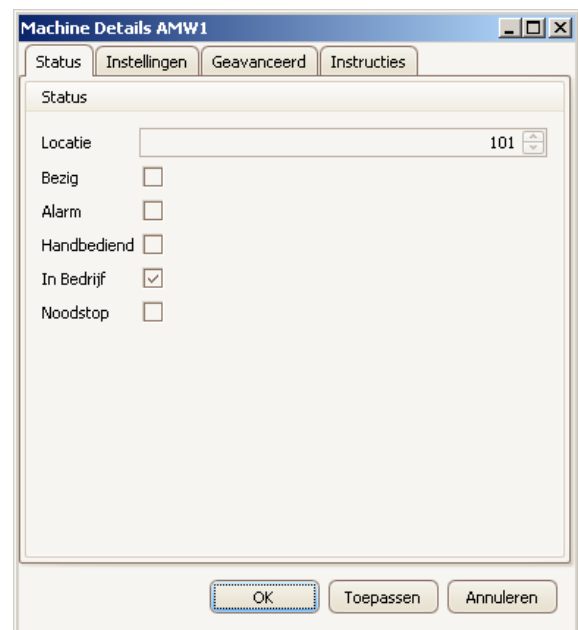 Machine Details AMW1
Status Instellingen Geavanceerd Instructies
Status
Locatie 101
Bezig
Alarm
Handbediend
In Bedrijf
Noodstop
OK Toepassen Annuleren